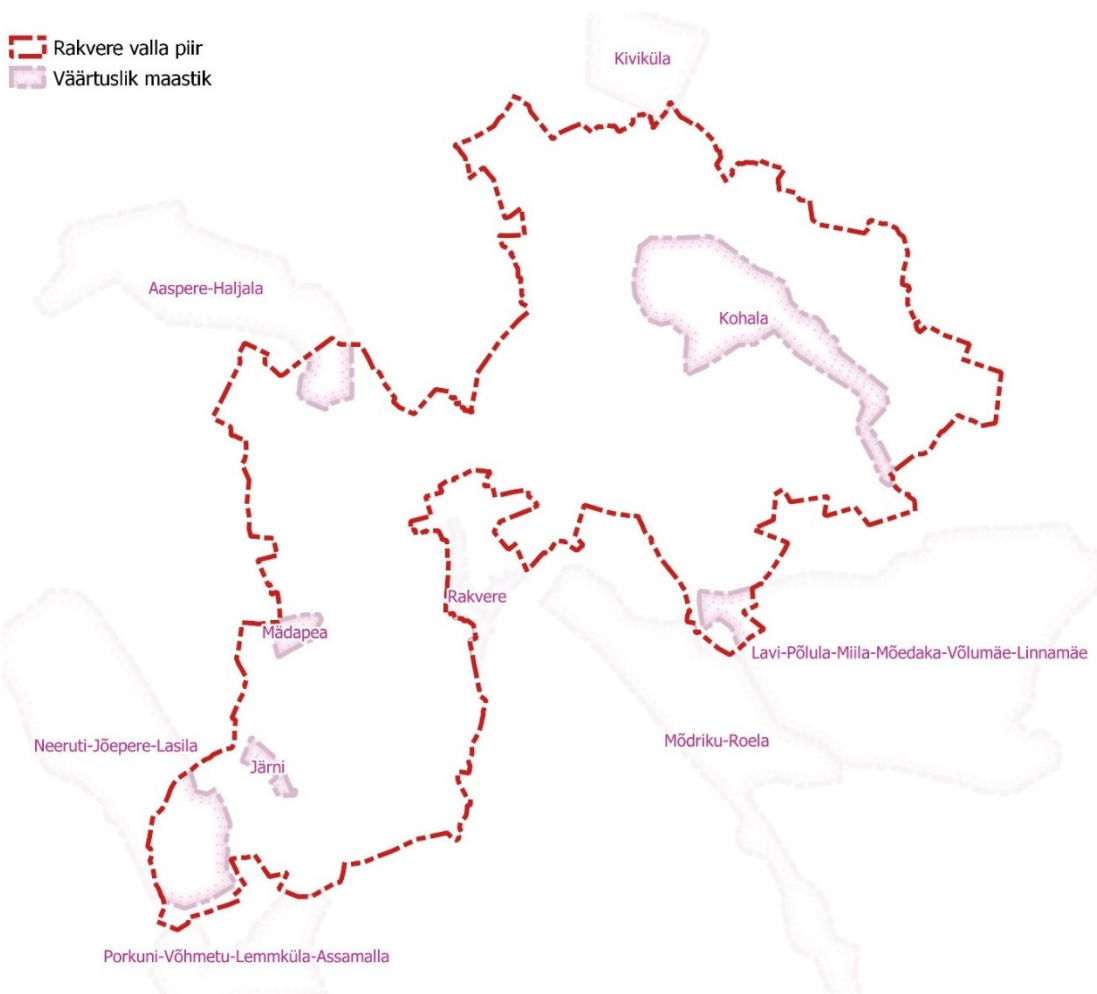 Rakvere valla piir
Väärtuslik maastik
Kiviküla
Aaspere-Haljala
Kohala
Rakvere
Mädapea
Lavi-Põlula-Miila-Mõedaka-Võlumäe-Linnamäe
Neeruti-Jõepere-Lasila
Mõdriku-Roela
Järni
Porkuni-Võhmetu-Lemmküla-Assamalla